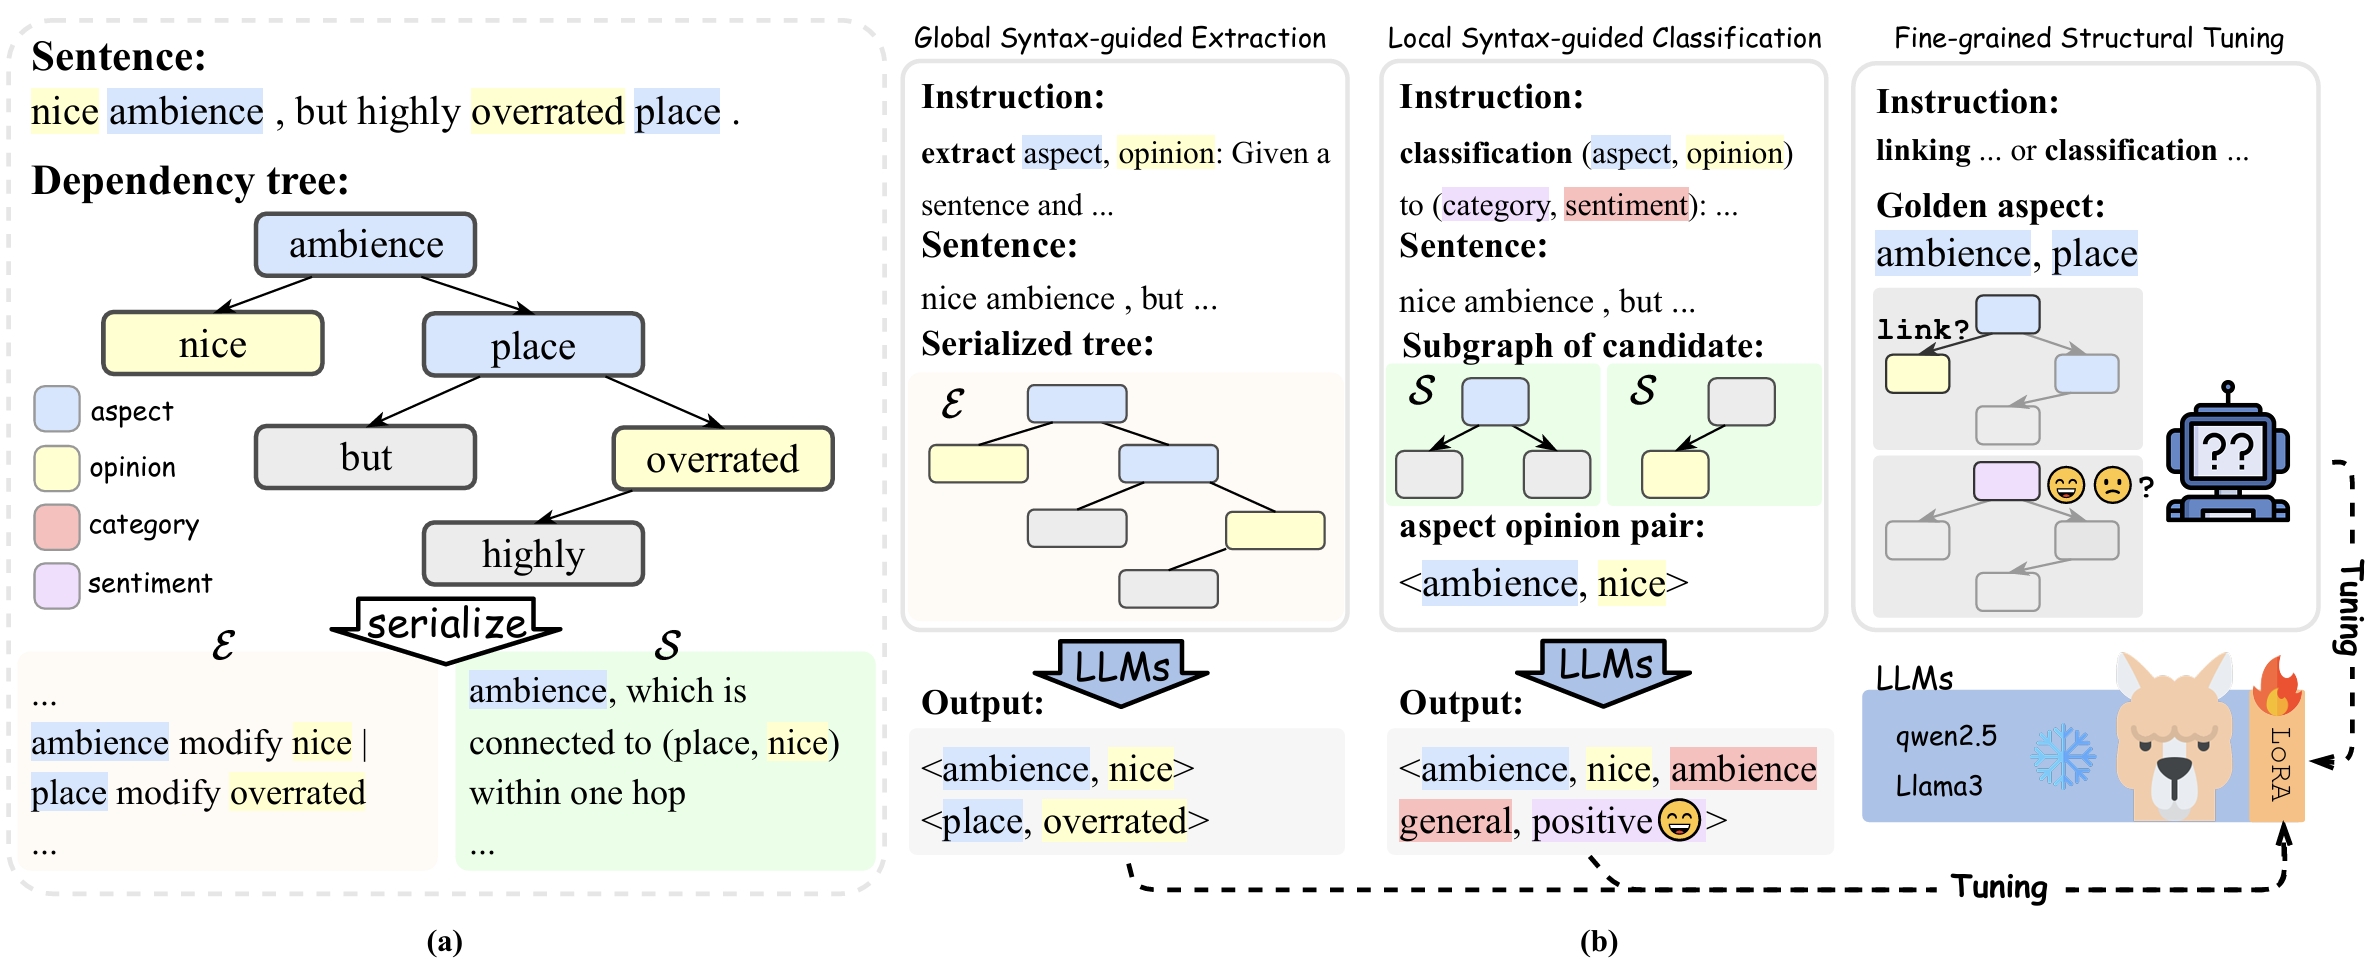 Sentence:
nice ambience , but highly overrated place .
Dependency tree:
ambience
nice
place
but
overrated
highly
aspect
opinion
category
sentiment
serialize
ℰ
𝒮
...
ambience modify nice |
place modify overrated
...
ambience, which is
connected to (place, nice)
within one hop
...
(a)
Global Syntax-guided Extraction
Instruction:
extract aspect, opinion: Given a
sentence and ...
Sentence:
nice ambience , but ...
Serialized tree:
ℰ
LLMs
Output:
<ambience, nice>
<place, overrated>
Local Syntax-guided Classification
Instruction:
classification (aspect, opinion)
to (category, sentiment): ...
Sentence:
nice ambience , but ...
Subgraph of candidate:
𝒮
𝒮
aspect opinion pair:
<ambience, nice>
LLMs
Output:
<ambience, nice, ambience
general, positive >
Fine-grained Structural Tuning
Instruction:
linking ... or classification ...
Golden aspect:
ambience, place
link?
?
??
Tuning
LLMs
qwen2.5
Llama3
LoRA
Tuning
(b)